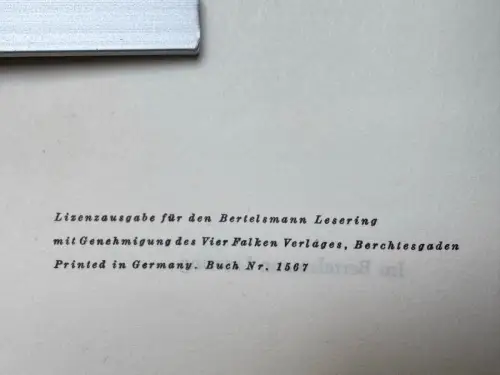 Lizenzausgabe für den Bertelsmann Lesering
mit Genehmigung des Vier Falken Verlages, Berchtesgaden
Printed in Germany. Buch Nr. 1567